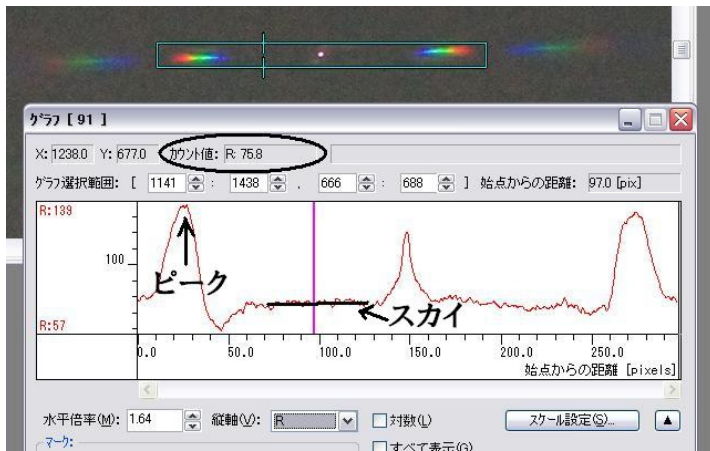 グラフ [ 91 ]
X: 1238.0 Y: 677.0 カウント値: R: 75.8
グラフ選択範囲: [ 1141 : 1438 , 666 : 688 ] 始点からの距離: 97.0 [pix]
R:139
100
ピーク
スカイ
R:57
0.0 50.0 100.0 150.0 200.0 250.0
始点からの距離 [pixels]
水平倍率(M): 1.64 縦軸(V): R 対数(L) スケール設定(S)...
マーク: すべて表示(G)